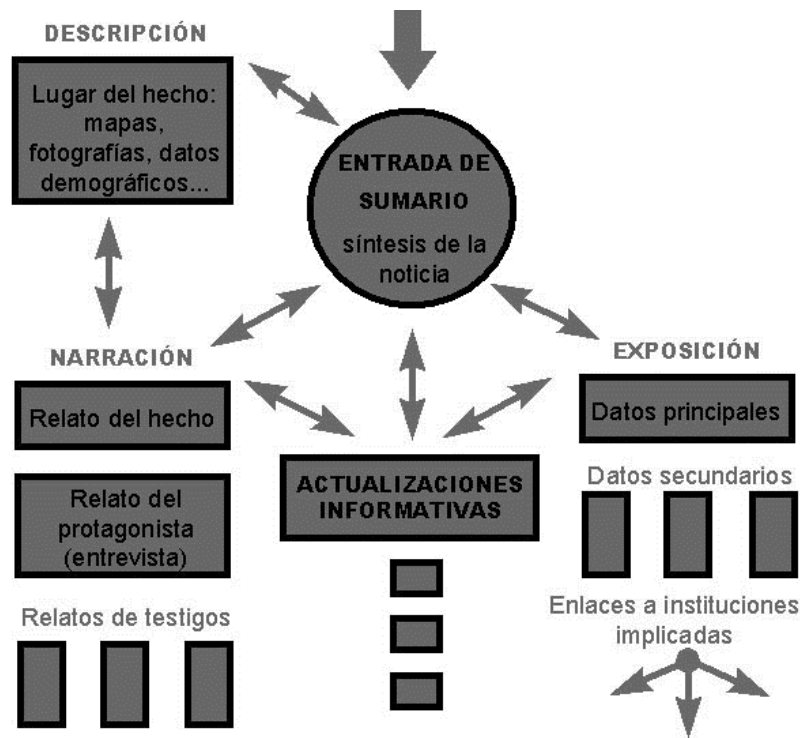 DESCRIPCIÓN
Lugar del hecho:
mapas,
fotografías, datos
demográficos...
ENTRADA DE
SUMARIO
síntesis de la
noticia
NARRACIÓN
Relato del hecho
Relato del
protagonista
(entrevista)
Relatos de testigos
ACTUALIZACIONES
INFORMATIVAS
EXPOSICIÓN
Datos principales
Datos secundarios
Enlaces a instituciones
implicadas